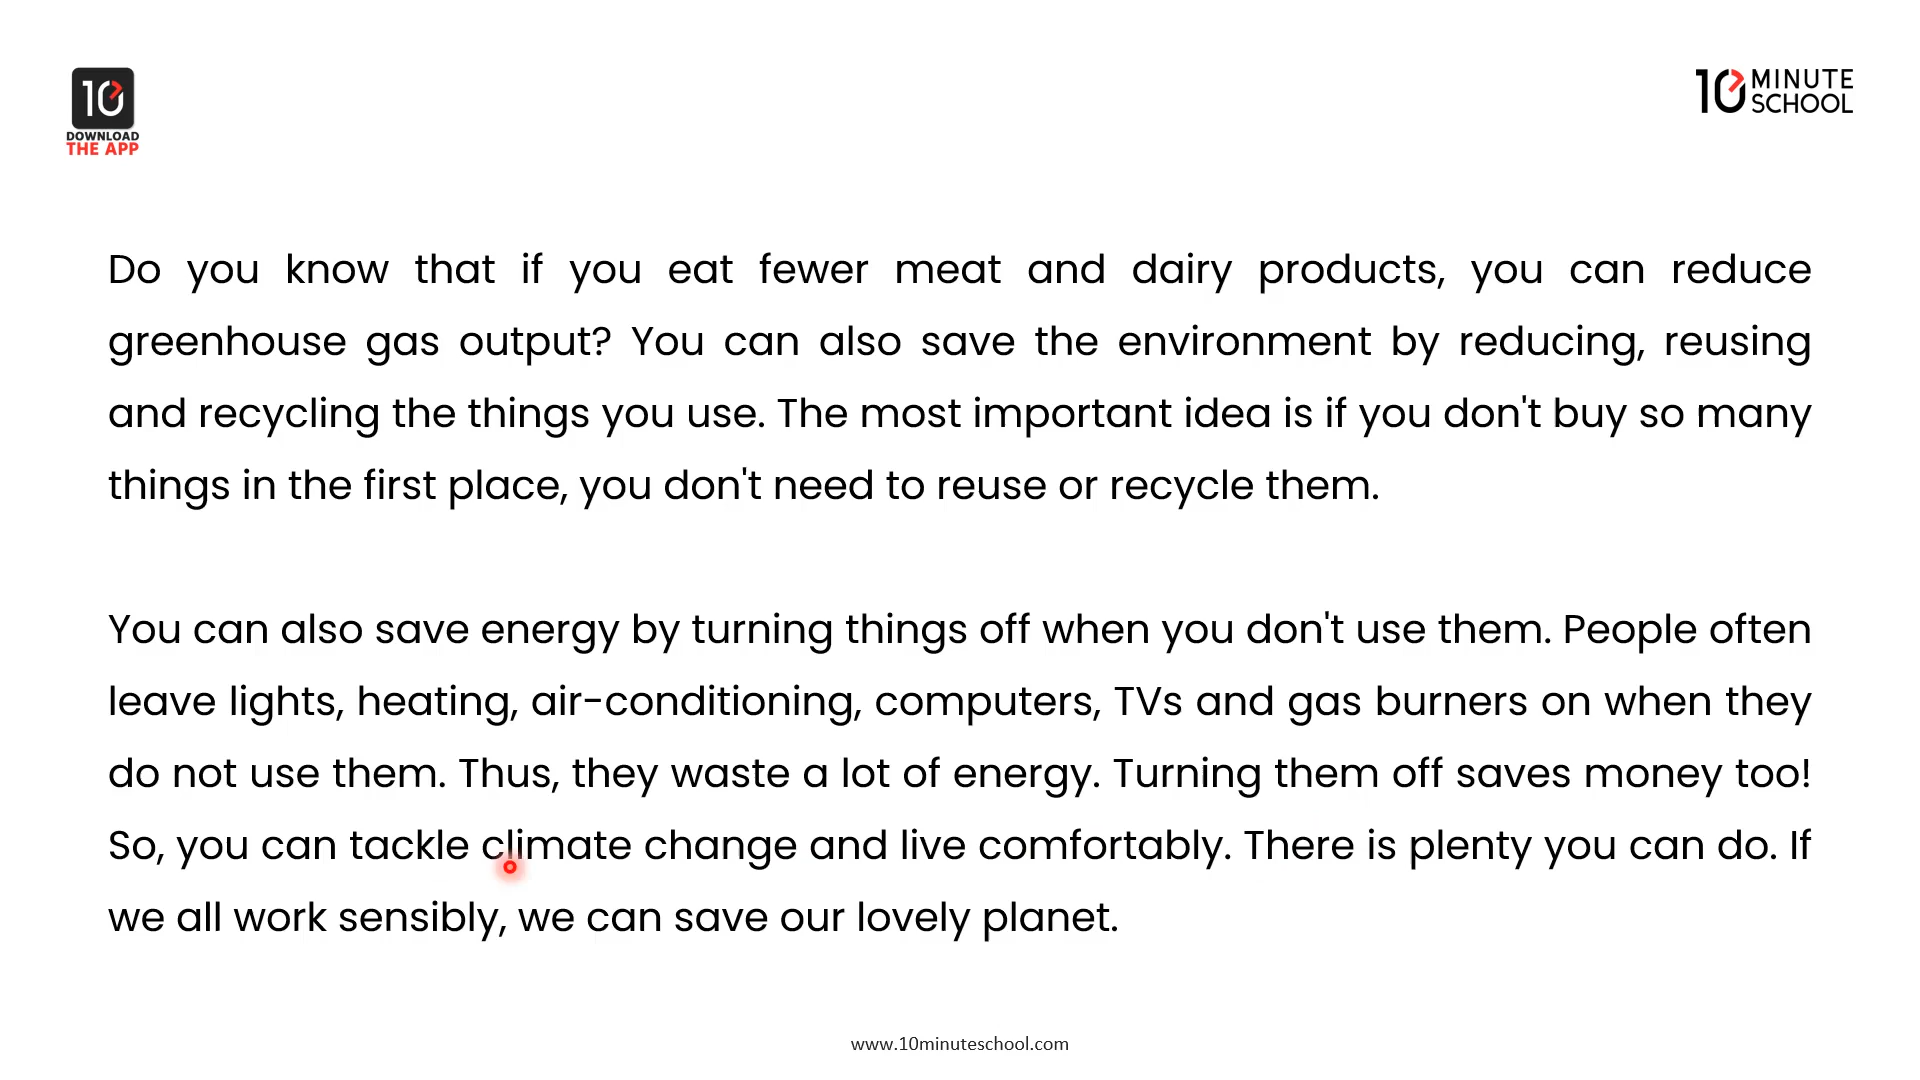 10
DOWNLOAD
THE APP
10 MINUTE
SCHOOL
Do you know that if you eat fewer meat and dairy products, you can reduce
greenhouse gas output? You can also save the environment by reducing, reusing
and recycling the things you use. The most important idea is if you don't buy so many
things in the first place, you don't need to reuse or recycle them.
You can also save energy by turning things off when you don't use them. People often
leave lights, heating, air-conditioning, computers, TVs and gas burners on when they
do not use them. Thus, they waste a lot of energy. Turning them off saves money too!
So, you can tackle climate change and live comfortably. There is plenty you can do. If
we all work sensibly, we can save our lovely planet.
www.10minuteschool.com